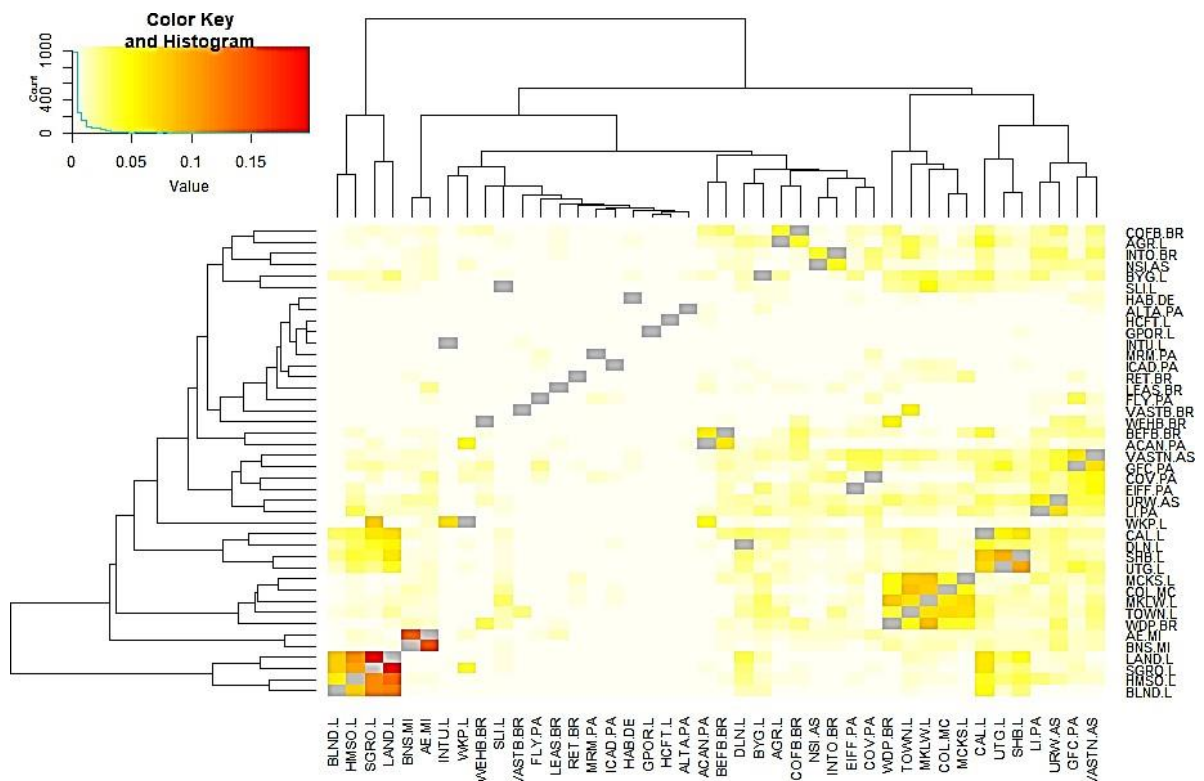 Color Key
and Histogram
Count
0 400 1000
0 0.05 0.1 0.15
Value
COFB.BR
AGR.L
INTO.BR
NSI.AS
BYG.L
SLI.L
HAB.DE
ALTA.PA
HCFT.L
GPOR.L
INTU.L
MRM.PA
ICAD.PA
RET.BR
LEAS.BR
FLY.PA
VASTB.BR
WEHB.BR
BEFB.BR
ACAN.PA
VASTN.AS
GFC.PA
COV.PA
EIFF.PA
URW.AS
LI.PA
WKP.L
CAL.L
DLN.L
SHB.L
UTG.L
MCKS.L
COL.MC
MKLW.L
TOWN.L
WDP.BR
AE.MI
BNS.MI
LAND.L
SGRO.L
HMSO.L
BLND.L
BLND.L
HMSO.L
SGRO.L
LAND.L
BNS.MI
AE.MI
INTU.L
WKP.L
WEHB.BR
SLI.L
VASTB.BR
FLY.PA
LEAS.BR
RET.BR
MRM.PA
ICAD.PA
HAB.DE
GPOR.L
HCFT.L
ALTA.PA
ACAN.PA
BEFB.BR
DLN.L
BYG.L
AGR.L
COFB.BR
NSI.AS
INTO.BR
EIFF.PA
COV.PA
WDP.BR
TOWN.L
MKLW.L
COL.MC
MCKS.L
CAL.L
UTG.L
SHB.L
LI.PA
URW.AS
GFC.PA
VASTN.AS